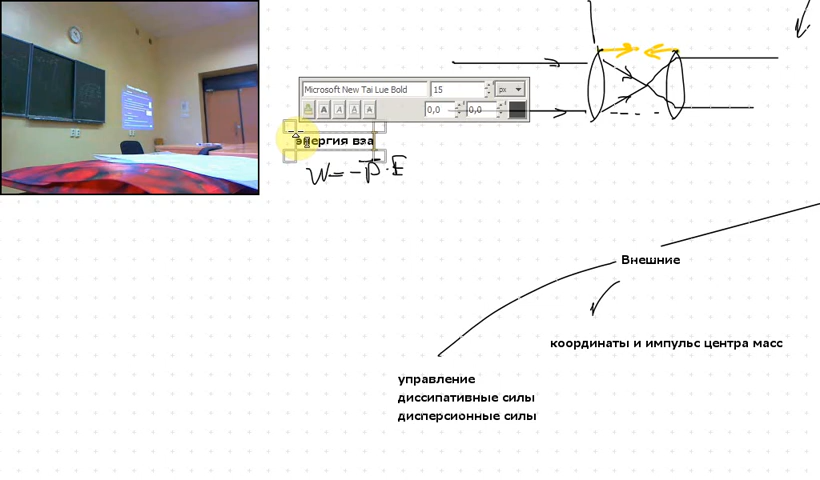 Microsoft New Tai Lue Bold
15
px
0,0
0,0
энергия вза
W = -P·E
Внешние
координаты и импульс центра масс
управление
диссипативные силы
дисперсионные силы